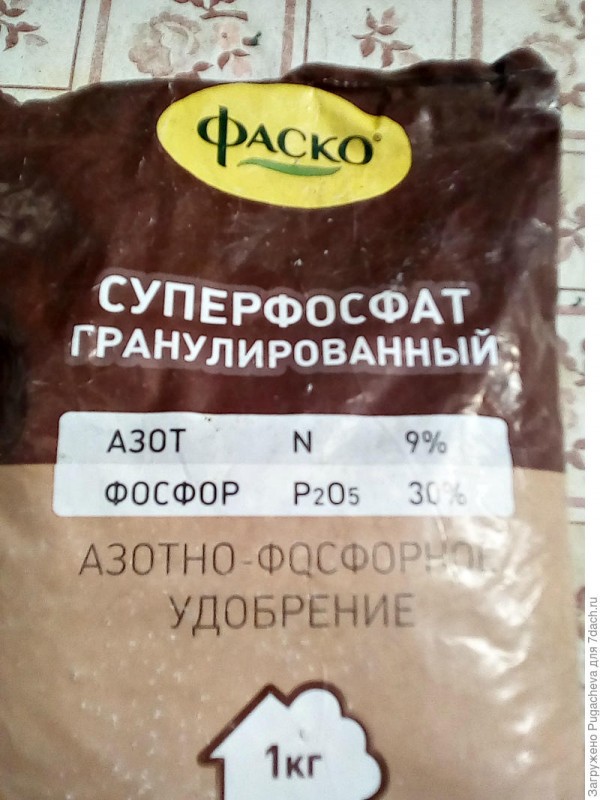 ФАСКО®
СУПЕРФОСФАТ
ГРАНУЛИРОВАННЫЙ
АЗОТ N 9%
ФОСФОР P2O5 30%
АЗОТНО-ФОСФОРНОЕ
УДОБРЕНИЕ
1кг
Загружено Pugacheva для 7dach.ru